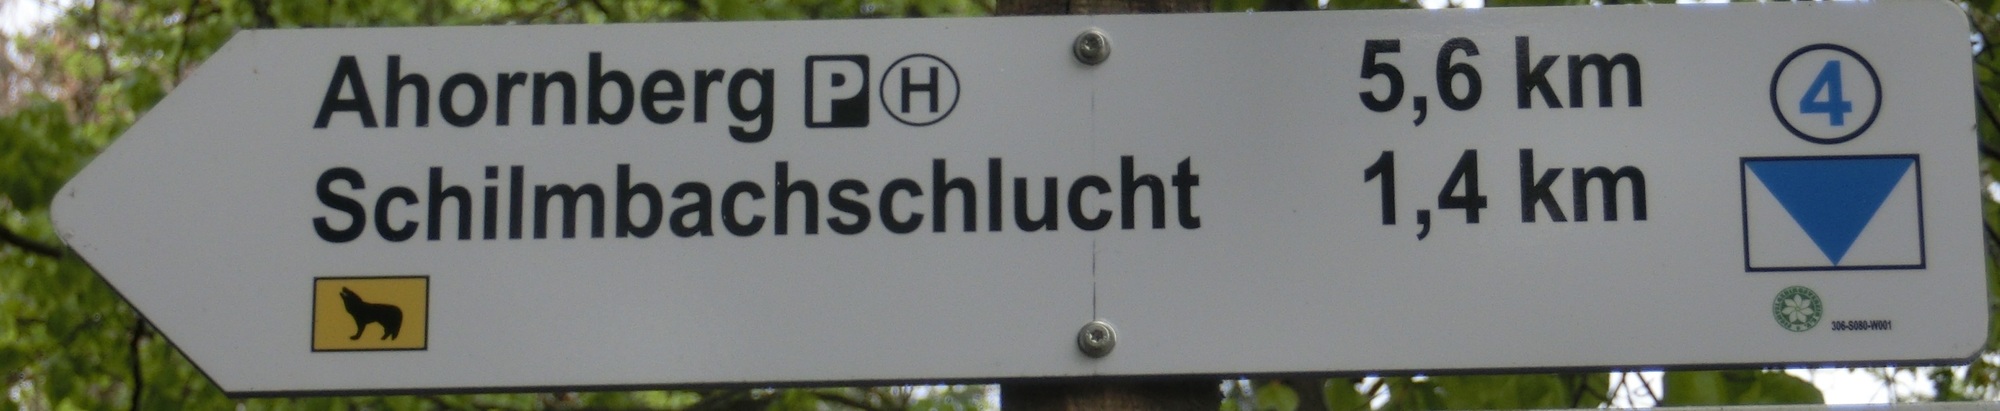 Ahornberg P H 5,6 km 4
Schilmbachschlucht 1,4 km
306-S080-W001